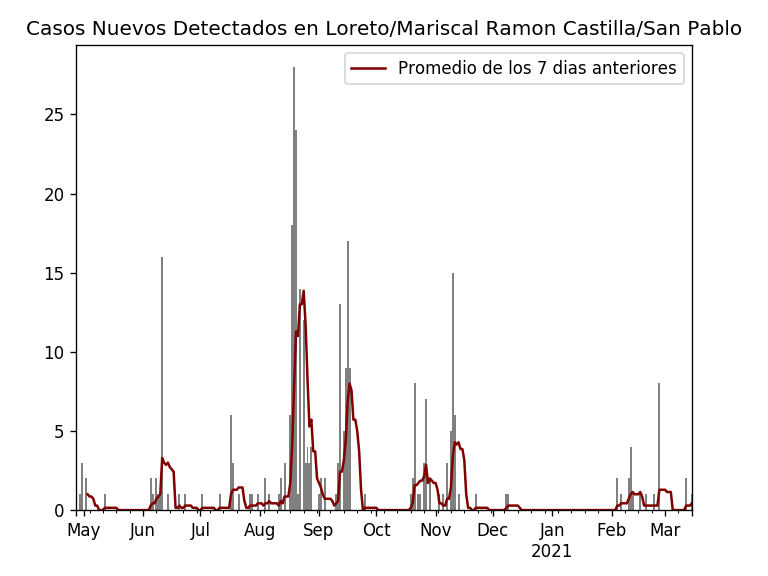 Casos Nuevos Detectados en Loreto/Mariscal Ramon Castilla/San Pablo
Promedio de los 7 dias anteriores
25
20
15
10
5
0
May Jun Jul Aug Sep Oct Nov Dec Jan Feb Mar
2021